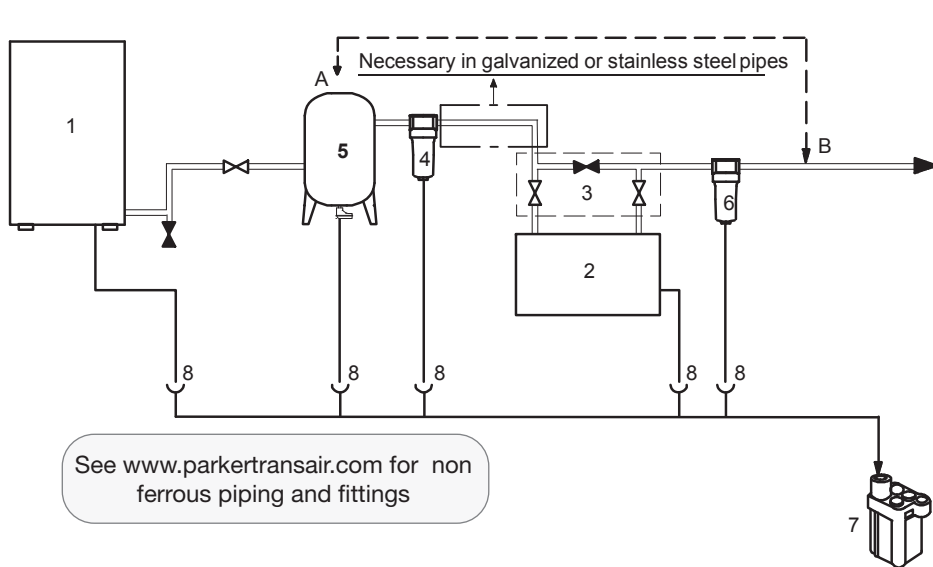 Necessary in galvanized or stainless steel pipes
A
1
5
4
B
3
6
2
8
8
8
8
8
See www.parkertransair.com for non
ferrous piping and fittings
7